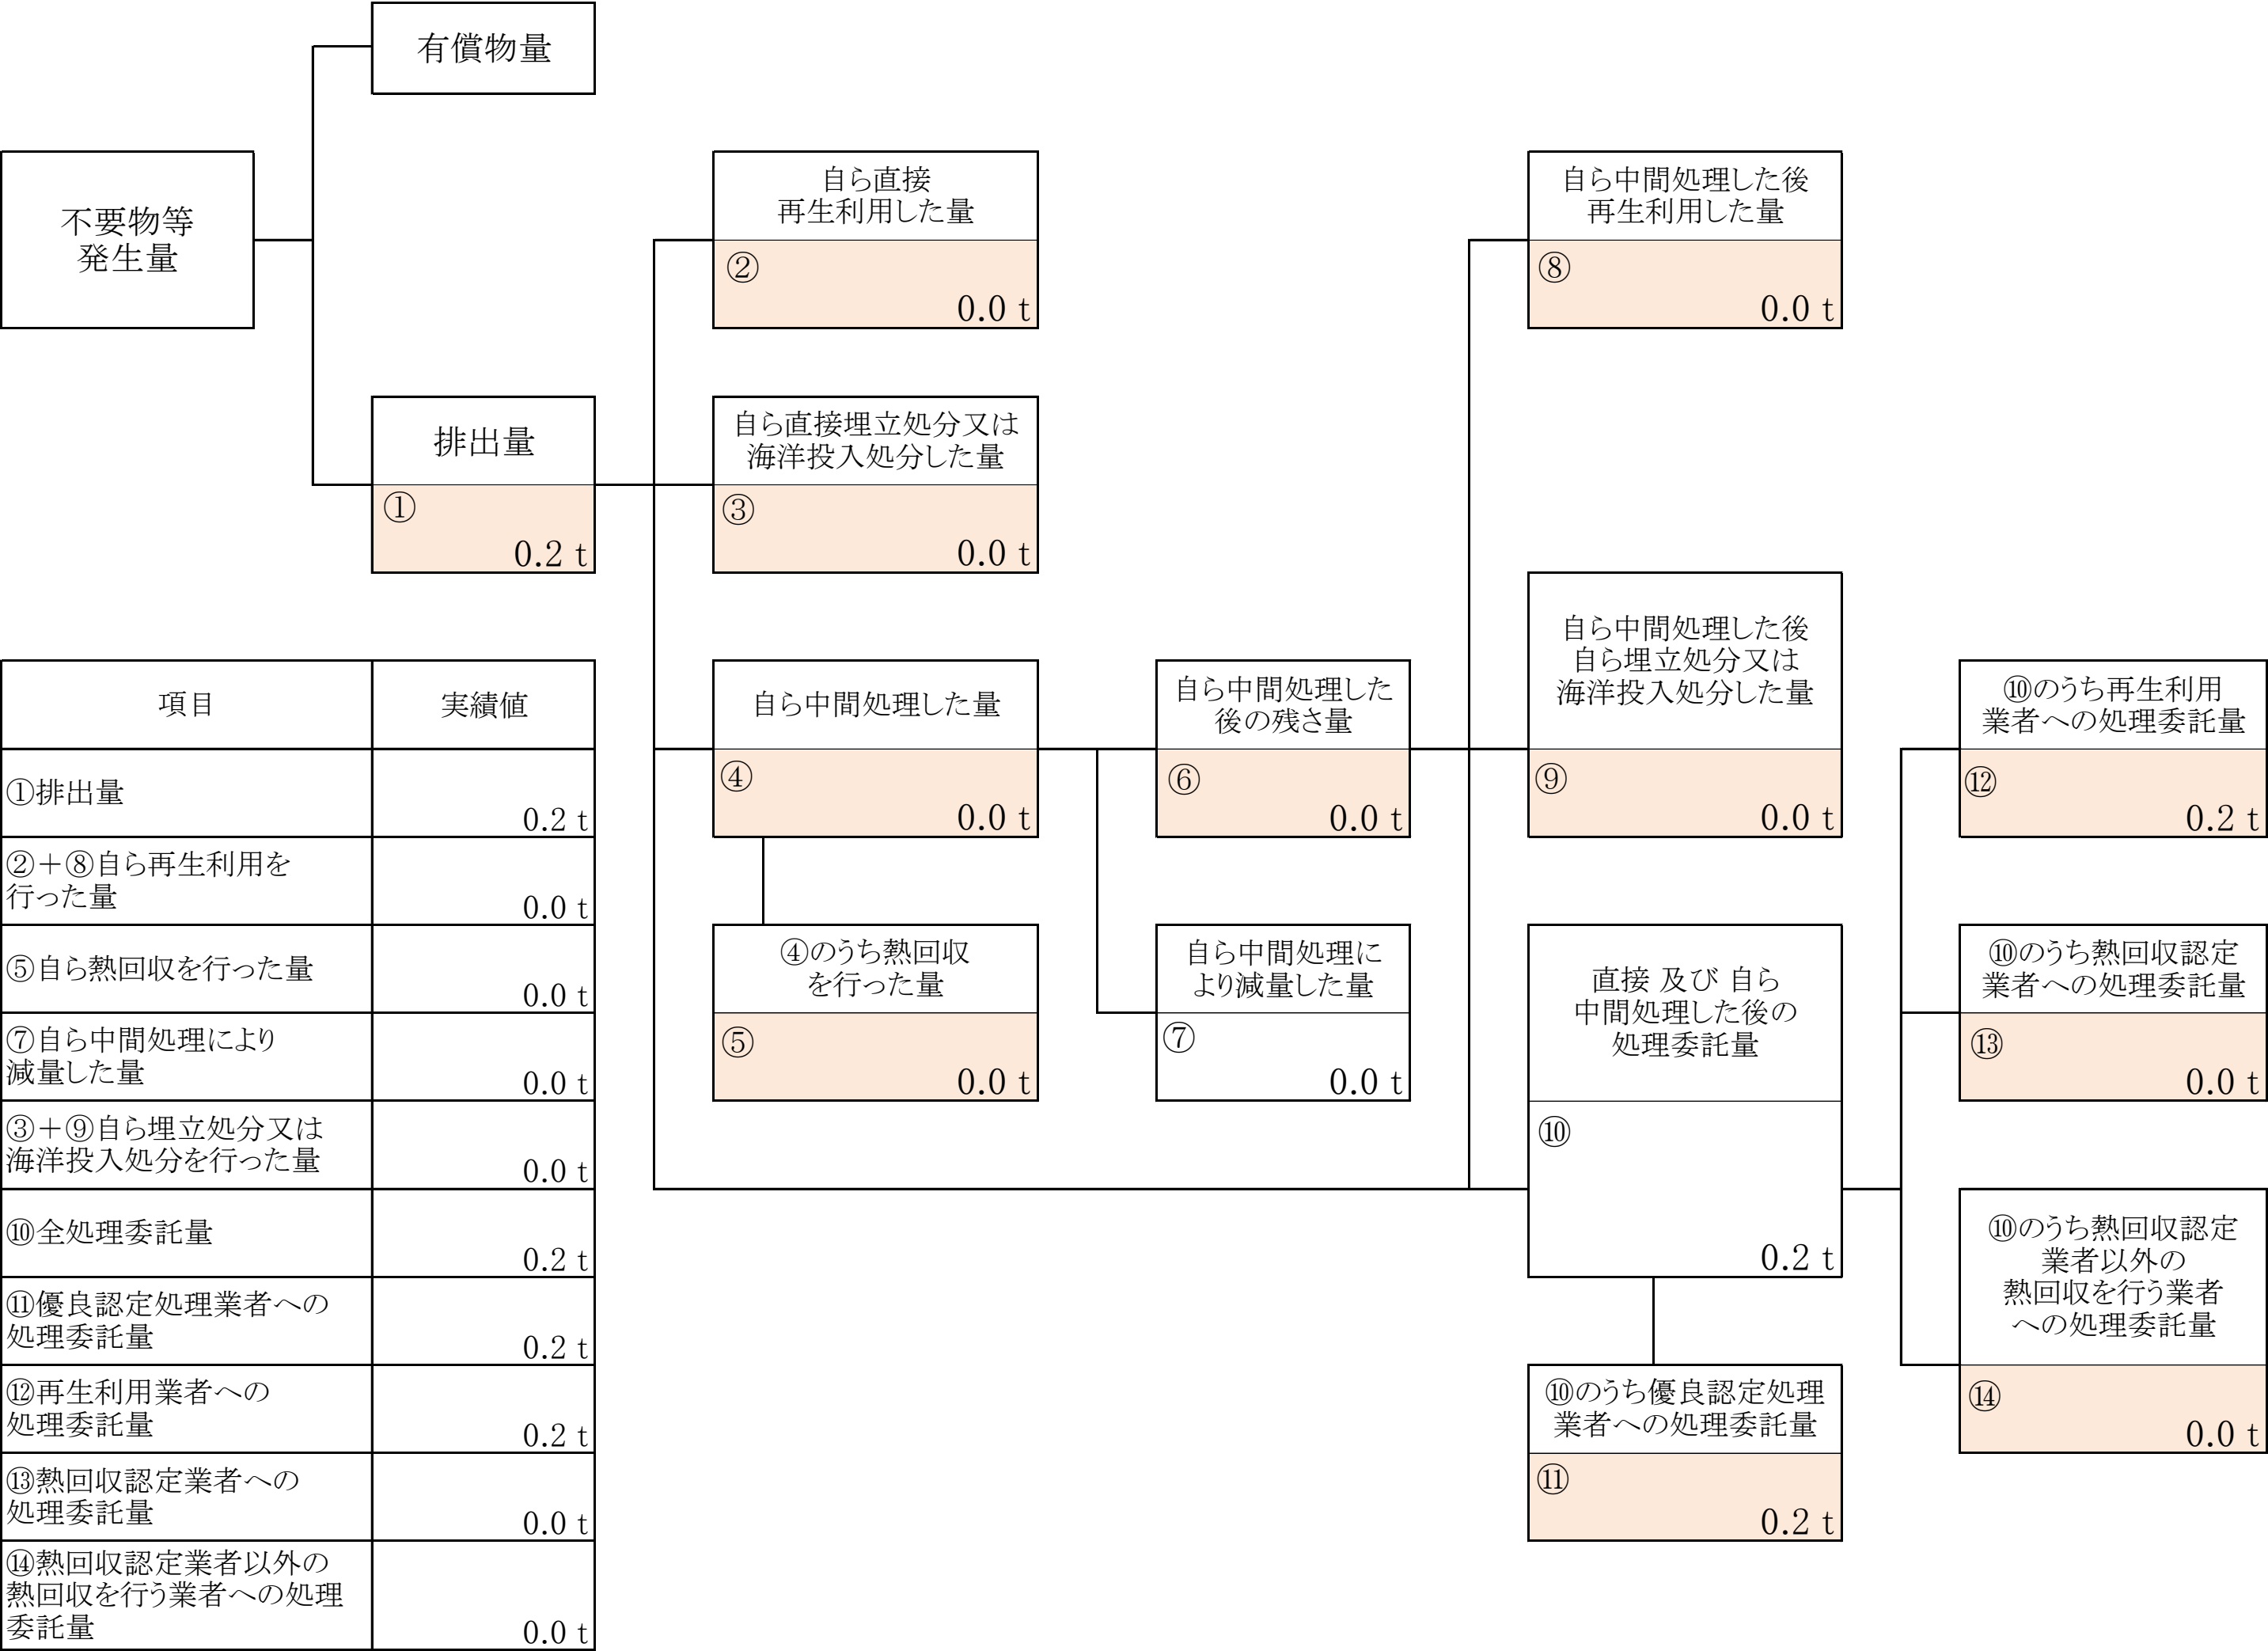 有償物量
不要物等
発生量
自ら直接
再生利用した量
②
0.0 t
自ら中間処理した後
再生利用した量
⑧
0.0 t
排出量
①
0.2 t
自ら直接埋立処分又は
海洋投入処分した量
③
0.0 t
自ら中間処理した量
④
0.0 t
自ら中間処理した
後の残さ量
⑥
0.0 t
自ら中間処理した後
自ら埋立処分又は
海洋投入処分した量
⑨
0.0 t
⑩のうち再生利用
業者への処理委託量
⑫
0.2 t
④のうち熱回収
を行った量
⑤
0.0 t
自ら中間処理に
より減量した量
⑦
0.0 t
直接 及び 自ら
中間処理した後の
処理委託量
⑩
0.2 t
⑩のうち熱回収認定
業者への処理委託量
⑬
0.0 t
⑩のうち熱回収認定
業者以外の
熱回収を行う業者
への処理委託量
⑭
0.0 t
⑩のうち優良認定処理
業者への処理委託量
⑪
0.2 t
項目 実績値
①排出量
0.2 t
②＋⑧自ら再生利用を
行った量
0.0 t
⑤自ら熱回収を行った量
0.0 t
⑦自ら中間処理により
減量した量
0.0 t
③＋⑨自ら埋立処分又は
海洋投入処分を行った量
0.0 t
⑩全処理委託量
0.2 t
⑪優良認定処理業者への
処理委託量
0.2 t
⑫再生利用業者への
処理委託量
0.2 t
⑬熱回収認定業者への
処理委託量
0.0 t
⑭熱回収認定業者以外の
熱回収を行う業者への処理
委託量
0.0 t